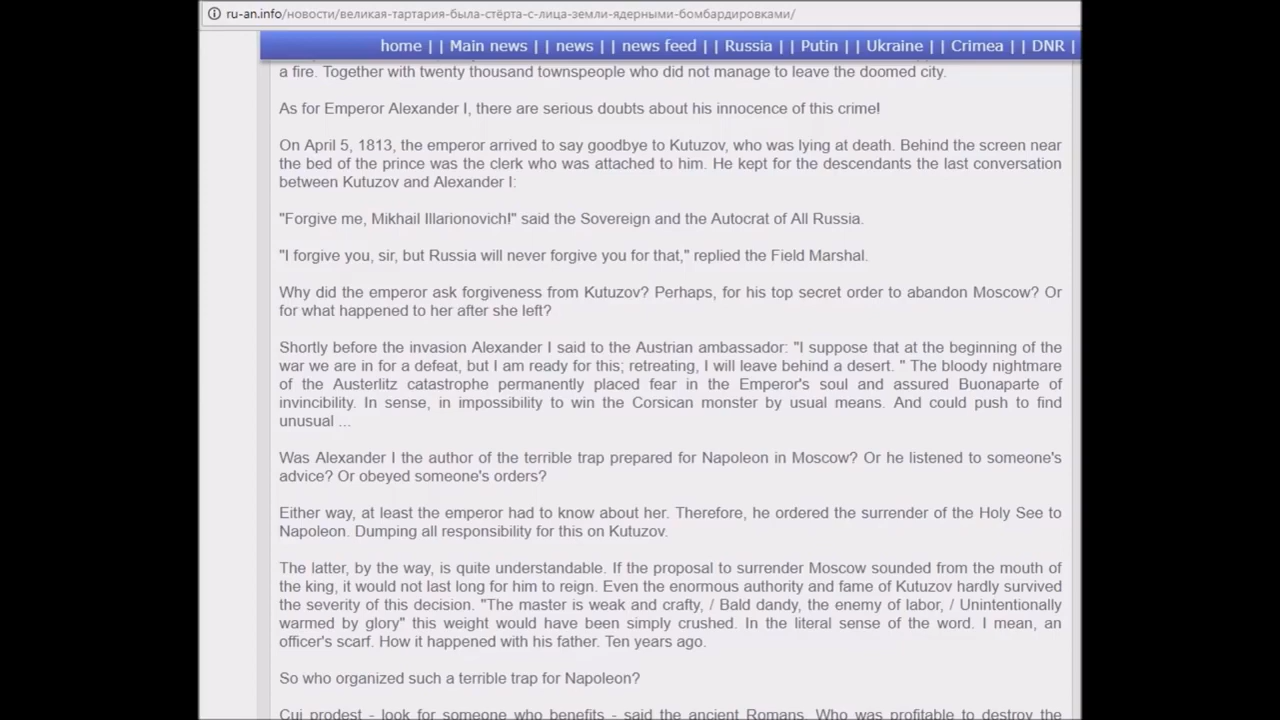 ru-an.info/новости/великая-тартария-была-стёрта-с-лица-земли-ядерными-бомбардировками/
home | | Main news | | news | | news feed | | Russia | | Putin | | Ukraine | | Crimea | | DNR |
a fire. Together with twenty thousand townspeople who did not manage to leave the doomed city.
As for Emperor Alexander I, there are serious doubts about his innocence of this crime!
On April 5, 1813, the emperor arrived to say goodbye to Kutuzov, who was lying at death. Behind the screen near
the bed of the prince was the clerk who was attached to him. He kept for the descendants the last conversation
between Kutuzov and Alexander I:
"Forgive me, Mikhail Illarionovich!" said the Sovereign and the Autocrat of All Russia.
"I forgive you, sir, but Russia will never forgive you for that," replied the Field Marshal.
Why did the emperor ask forgiveness from Kutuzov? Perhaps, for his top secret order to abandon Moscow? Or
for what happened to her after she left?
Shortly before the invasion Alexander I said to the Austrian ambassador: "I suppose that at the beginning of the
war we are in for a defeat, but I am ready for this; retreating, I will leave behind a desert. " The bloody nightmare
of the Austerlitz catastrophe permanently placed fear in the Emperor's soul and assured Buonaparte of
invincibility. In sense, in impossibility to win the Corsican monster by usual means. And could push to find
unusual ...
Was Alexander I the author of the terrible trap prepared for Napoleon in Moscow? Or he listened to someone's
advice? Or obeyed someone's orders?
Either way, at least the emperor had to know about her. Therefore, he ordered the surrender of the Holy See to
Napoleon. Dumping all responsibility for this on Kutuzov.
The latter, by the way, is quite understandable. If the proposal to surrender Moscow sounded from the mouth of
the king, it would not last long for him to reign. Even the enormous authority and fame of Kutuzov hardly survived
the severity of this decision. "The master is weak and crafty, / Bald dandy, the enemy of labor, / Unintentionally
warmed by glory" this weight would have been simply crushed. In the literal sense of the word. I mean, an
officer's scarf. How it happened with his father. Ten years ago.
So who organized such a terrible trap for Napoleon?
Cui prodest - look for someone who benefits - said the ancient Romans. Who was profitable to destroy the